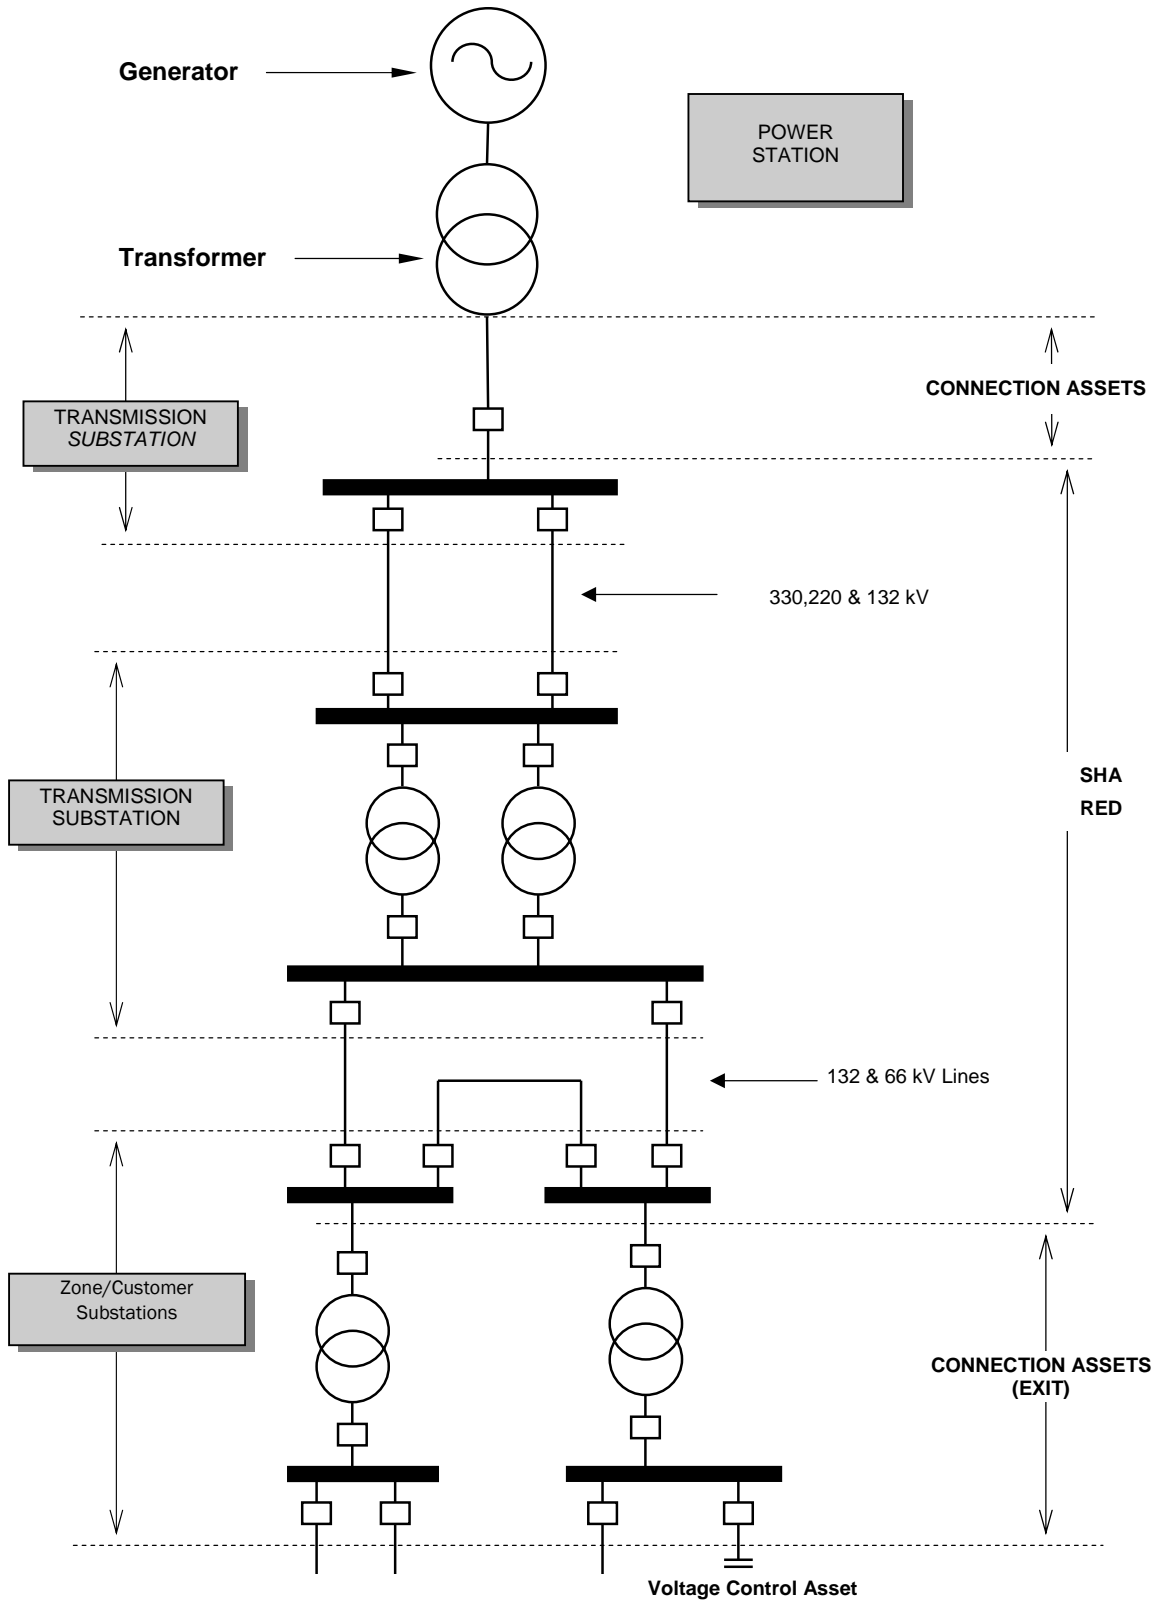 Generator
POWER
STATION
Transformer
CONNECTION ASSETS
TRANSMISSION
SUBSTATION
330,220 & 132 kV
TRANSMISSION
SUBSTATION
SHA
RED
132 & 66 kV Lines
Zone/Customer
Substations
CONNECTION ASSETS
(EXIT)
Voltage Control Asset